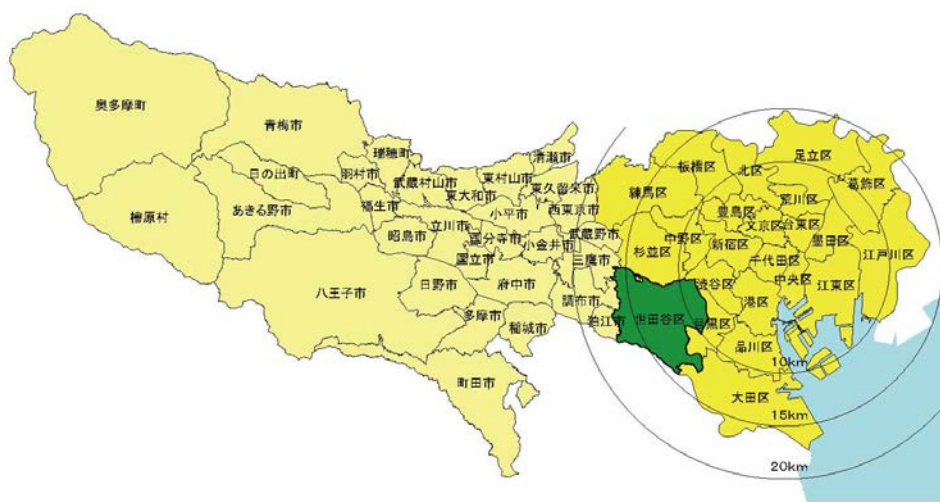 奥多摩町
青梅市
瑞穂町
清瀬市
日の出町
羽村市
武蔵村山市
東村山市
東大和市
東久留米市
檜原村
あきる野市
福生市
昭島市
立川市
小平市
西東京市
国分寺市
小金井市
武蔵野市
国立市
三鷹市
八王子市
日野市
府中市
調布市
多摩市
稲城市
狛江市
町田市
足立区
板橋区
北区
葛飾区
練馬区
荒川区
豊島区
文京区
台東区
墨田区
中野区
新宿区
江戸川区
杉並区
千代田区
渋谷区
中央区
江東区
港区
世田谷区
目黒区
品川区
10km
大田区
15km
20km